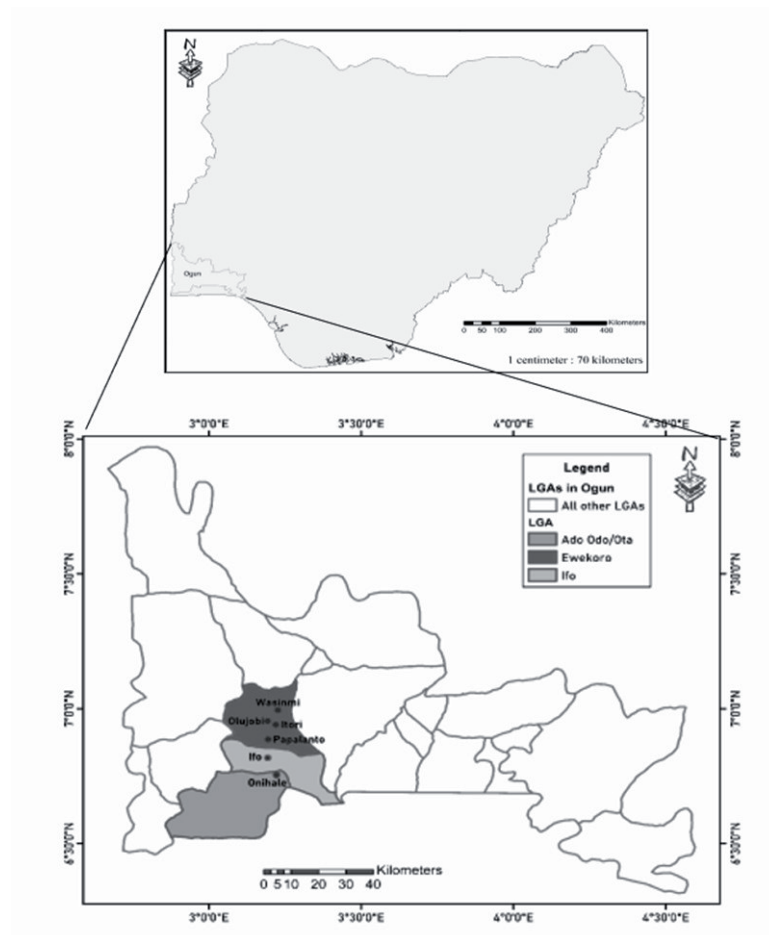 N
Ogun
Kilometers
0 50 100 200 300 400
1 centimeter : 70 kilometers
3°0'0"E 3°30'0"E 4°0'0"E 4°30'0"E
8°0'0"N 8°0'0"N
N
Legend
LGAs in Ogun
All other LGAs
LGA
Ado Odo/Ota
Ewekoro
Ifo
7°30'0"N 7°30'0"N
7°0'0"N 7°0'0"N
Wasinmi
Olujobi Itori
Papalanto
Ifo
Onihale
6°30'0"N 6°30'0"N
Kilometers
0 5 10 20 30 40
3°0'0"E 3°30'0"E 4°0'0"E 4°30'0"E